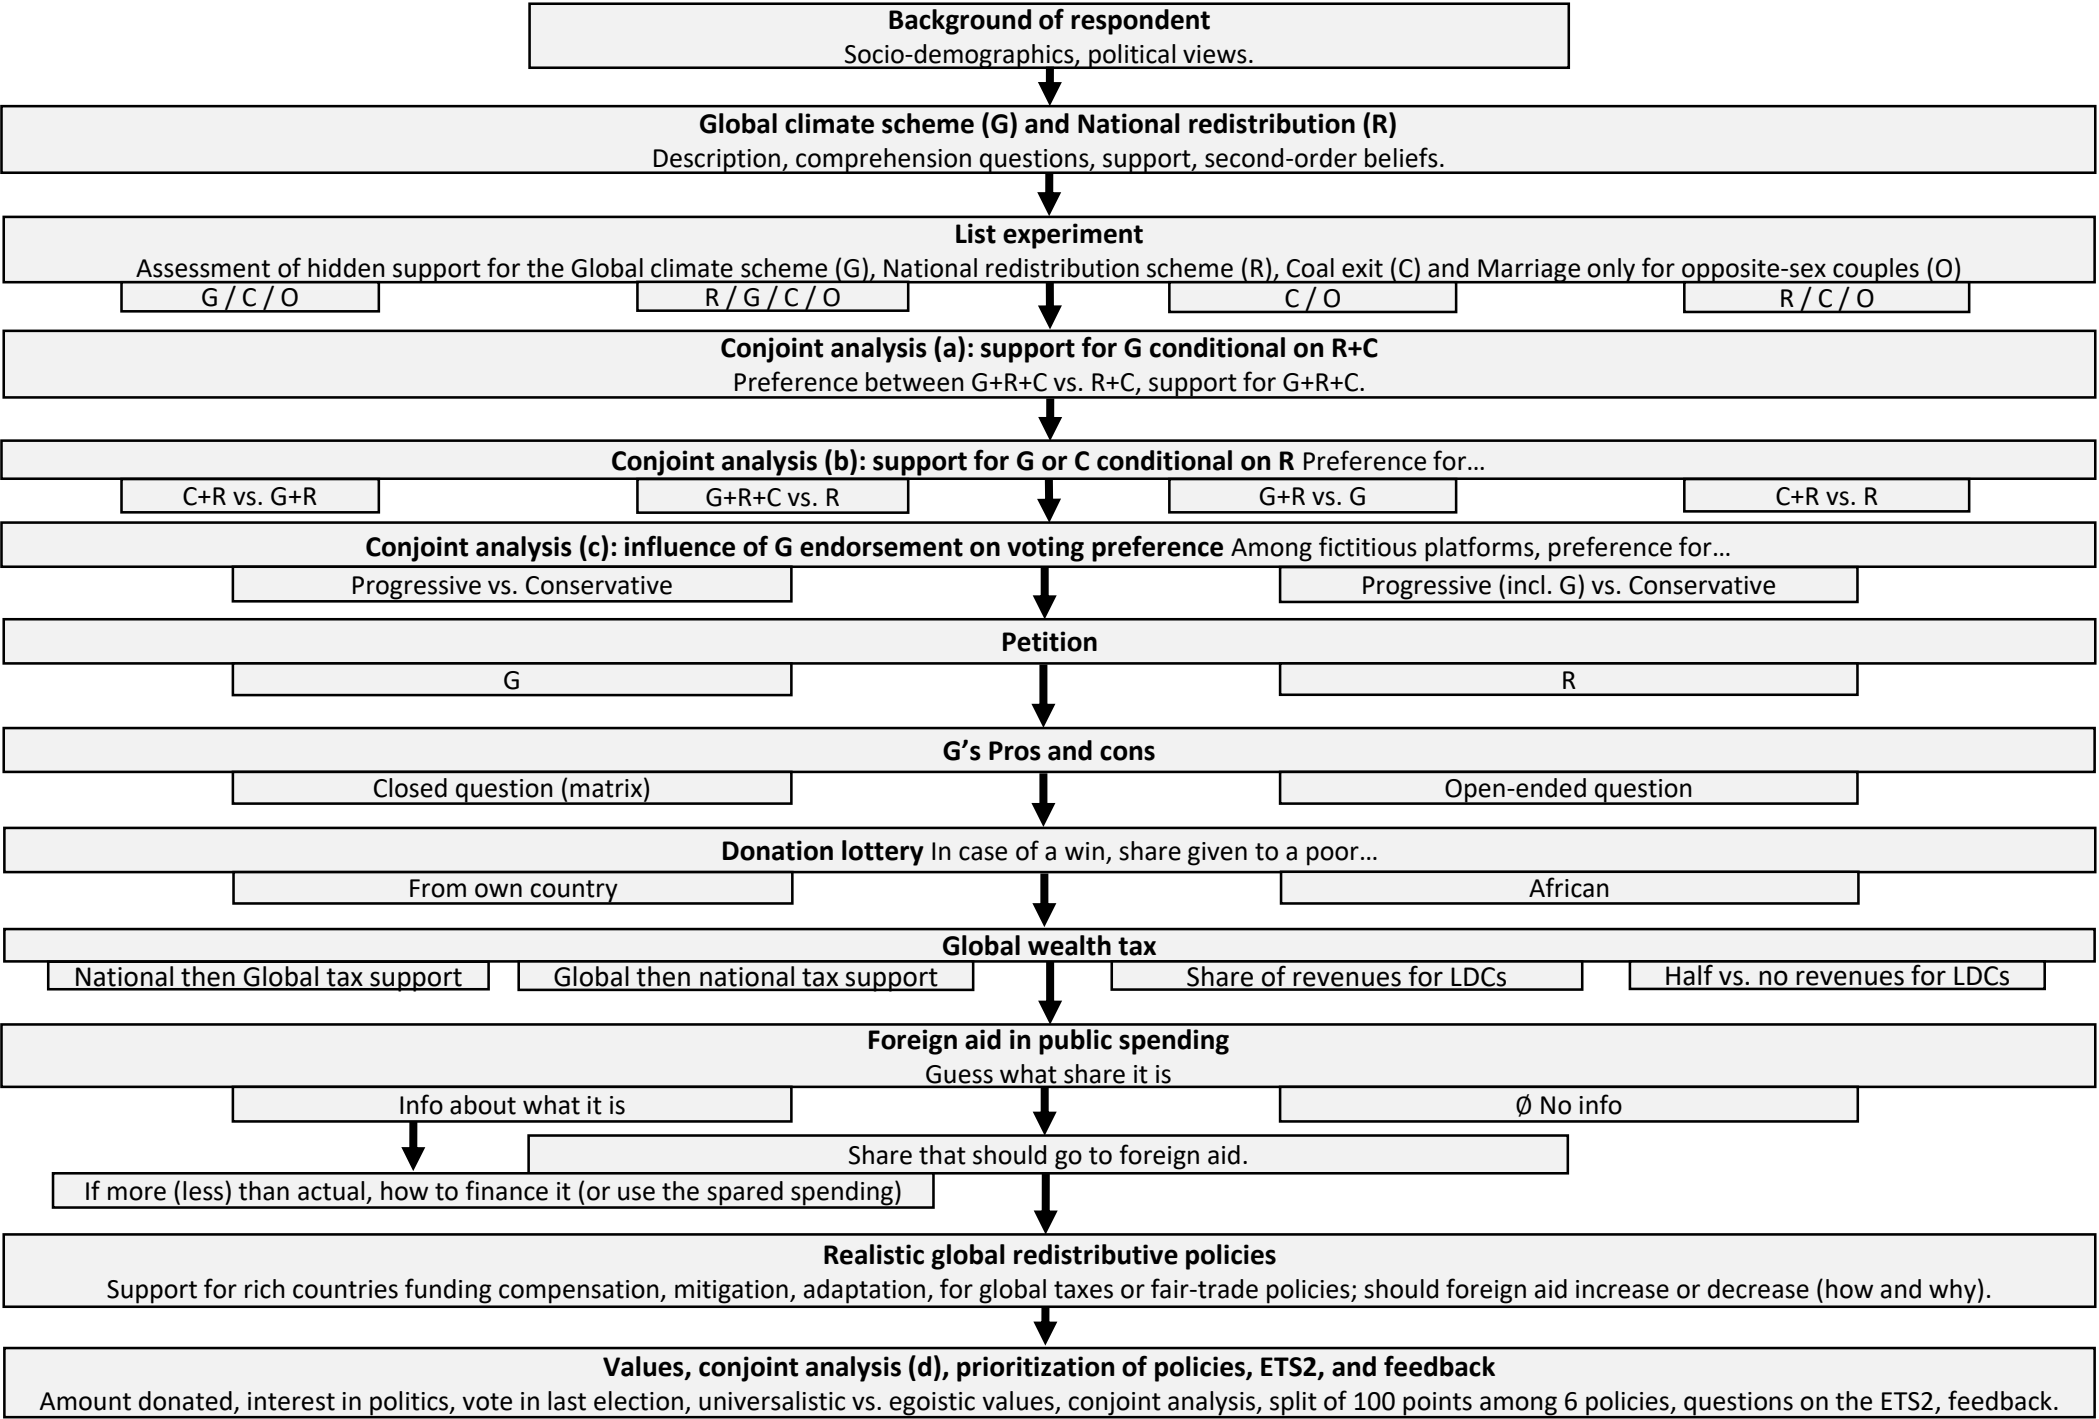 Background of respondent
Socio-demographics, political views.
Global climate scheme (G) and National redistribution (R)
Description, comprehension questions, support, second-order beliefs.
List experiment
Assessment of hidden support for the Global climate scheme (G), National redistribution scheme (R), Coal exit (C) and Marriage only for opposite-sex couples (O)
G / C / O
R / G / C / O
C / O
R / C / O
Conjoint analysis (a): support for G conditional on R+C
Preference between G+R+C vs. R+C, support for G+R+C.
Conjoint analysis (b): support for G or C conditional on R Preference for…
C+R vs. G+R
G+R+C vs. R
G+R vs. G
C+R vs. R
Conjoint analysis (c): influence of G endorsement on voting preference Among fictitious platforms, preference for…
Progressive vs. Conservative
Progressive (incl. G) vs. Conservative
Petition
G
R
G’s Pros and cons
Closed question (matrix)
Open-ended question
Donation lottery In case of a win, share given to a poor…
From own country
African
Global wealth tax
National then Global tax support
Global then national tax support
Share of revenues for LDCs
Half vs. no revenues for LDCs
Foreign aid in public spending
Guess what share it is
Info about what it is
Ø No info
Share that should go to foreign aid.
If more (less) than actual, how to finance it (or use the spared spending)
Realistic global redistributive policies
Support for rich countries funding compensation, mitigation, adaptation, for global taxes or fair-trade policies; should foreign aid increase or decrease (how and why).
Values, conjoint analysis (d), prioritization of policies, ETS2, and feedback
Amount donated, interest in politics, vote in last election, universalistic vs. egoistic values, conjoint analysis, split of 100 points among 6 policies, questions on the ETS2, feedback.